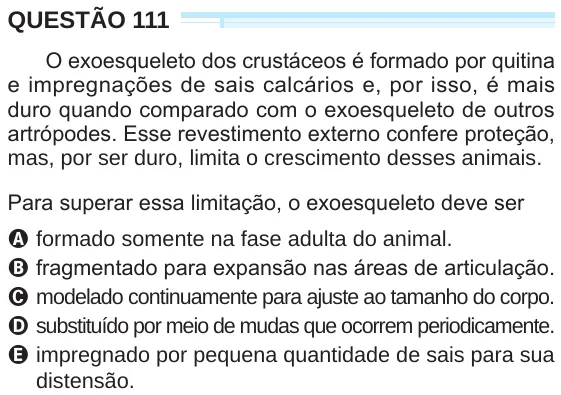 QUESTÃO 111
O exoesqueleto dos crustáceos é formado por quitina
e impregnações de sais calcários e, por isso, é mais
duro quando comparado com o exoesqueleto de outros
artrópodes. Esse revestimento externo confere proteção,
mas, por ser duro, limita o crescimento desses animais.
Para superar essa limitação, o exoesqueleto deve ser
A formado somente na fase adulta do animal.
B fragmentado para expansão nas áreas de articulação.
C modelado continuamente para ajuste ao tamanho do corpo.
D substituído por meio de mudas que ocorrem periodicamente.
E impregnado por pequena quantidade de sais para sua
distensão.